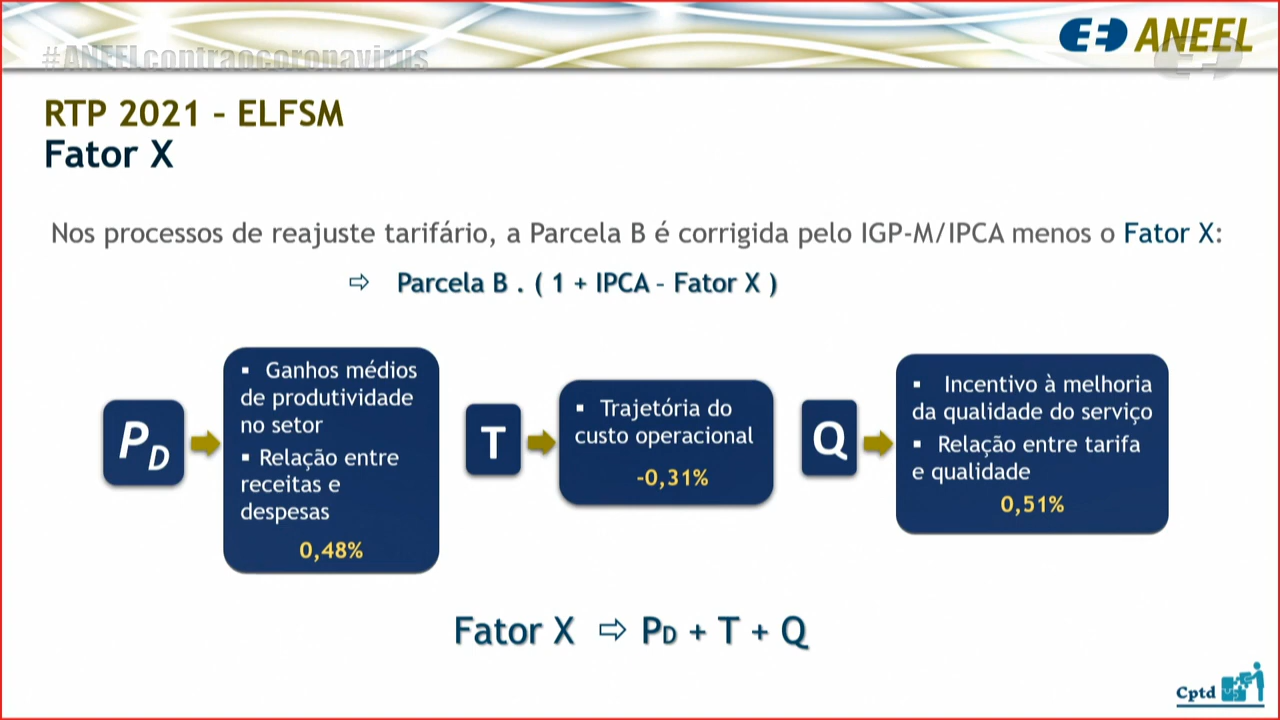 #ANEELcontraocoronavirus
ANEEL
RTP 2021 – ELFSM
Fator X
Nos processos de reajuste tarifário, a Parcela B é corrigida pelo IGP-M/IPCA menos o Fator X:
⇨ Parcela B . ( 1 + IPCA – Fator X )
PD
▪ Ganhos médios
de produtividade
no setor
▪ Relação entre
receitas e
despesas
0,48%
T
▪ Trajetória do
custo operacional
-0,31%
Q
▪ Incentivo à melhoria
da qualidade do serviço
▪ Relação entre tarifa
e qualidade
0,51%
Fator X ⇨ PD + T + Q
Cptd